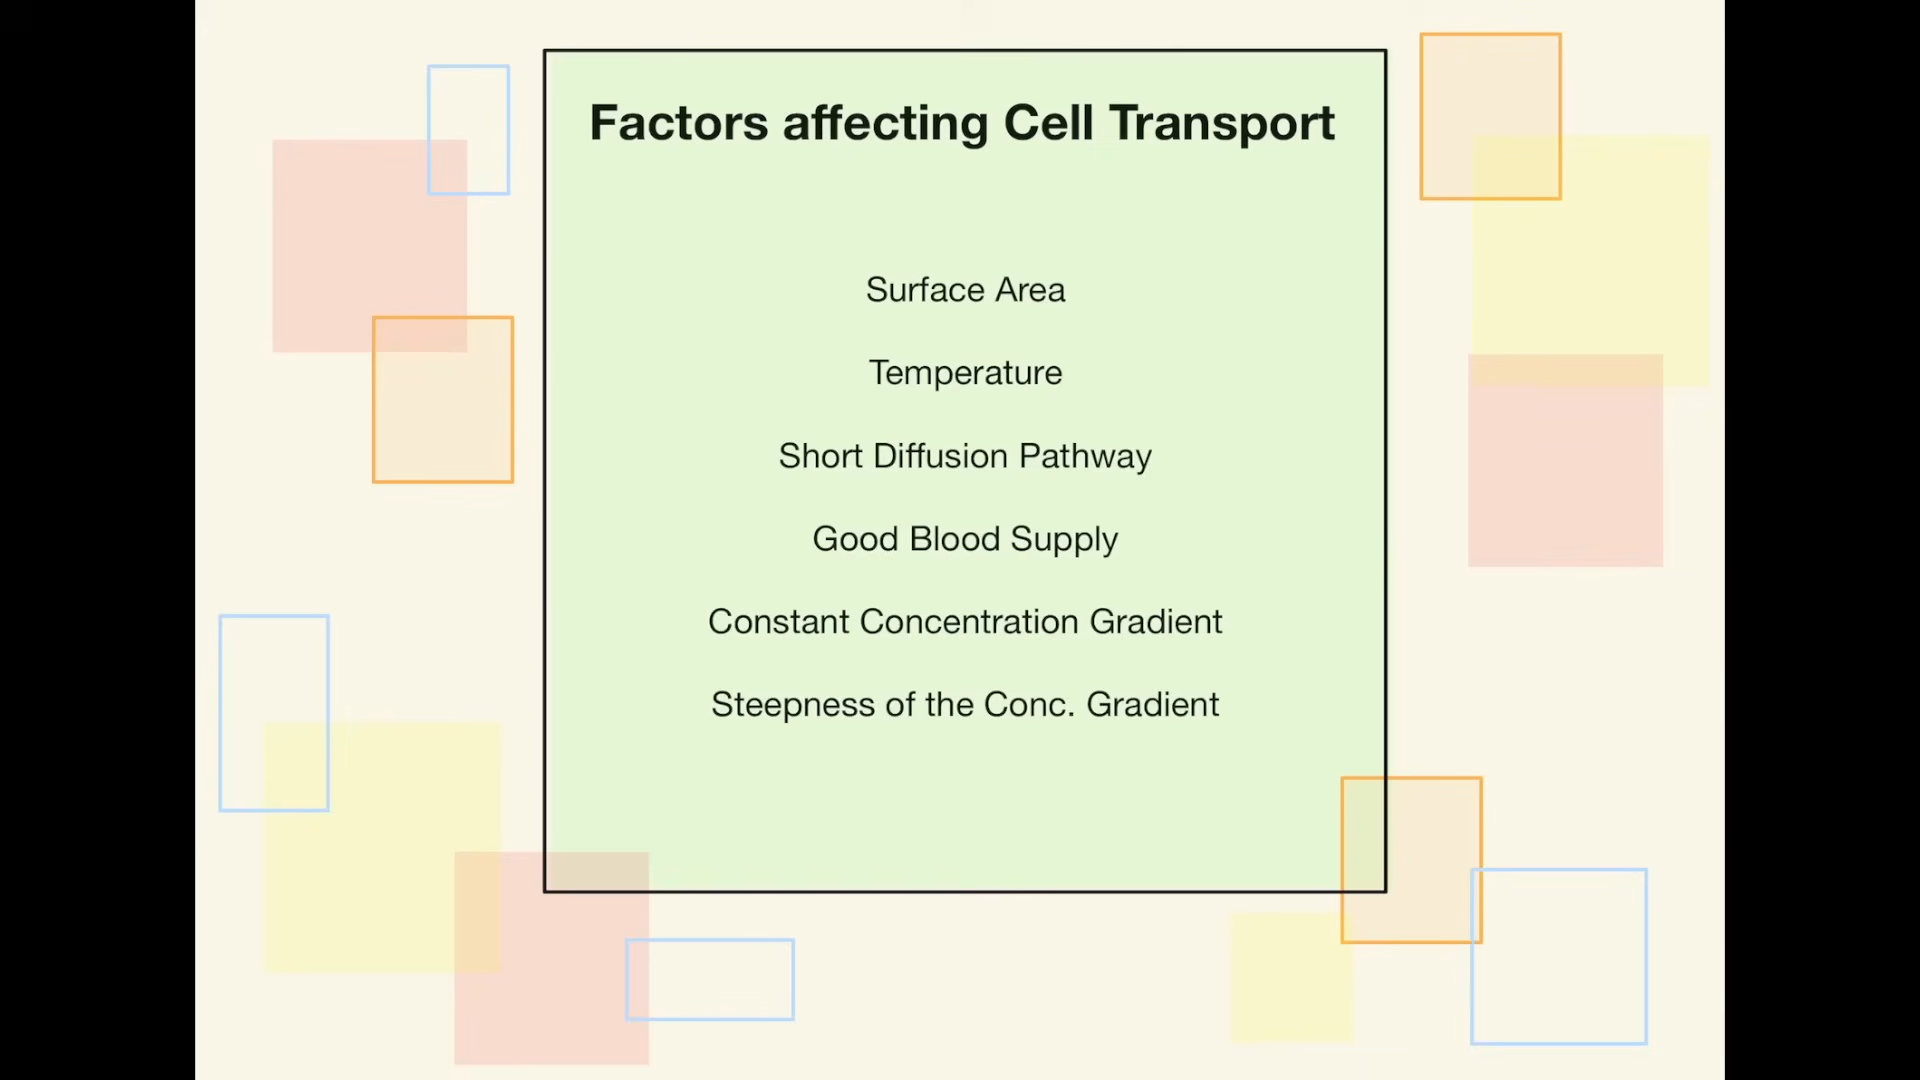 Factors affecting Cell Transport
Surface Area
Temperature
Short Diffusion Pathway
Good Blood Supply
Constant Concentration Gradient
Steepness of the Conc. Gradient